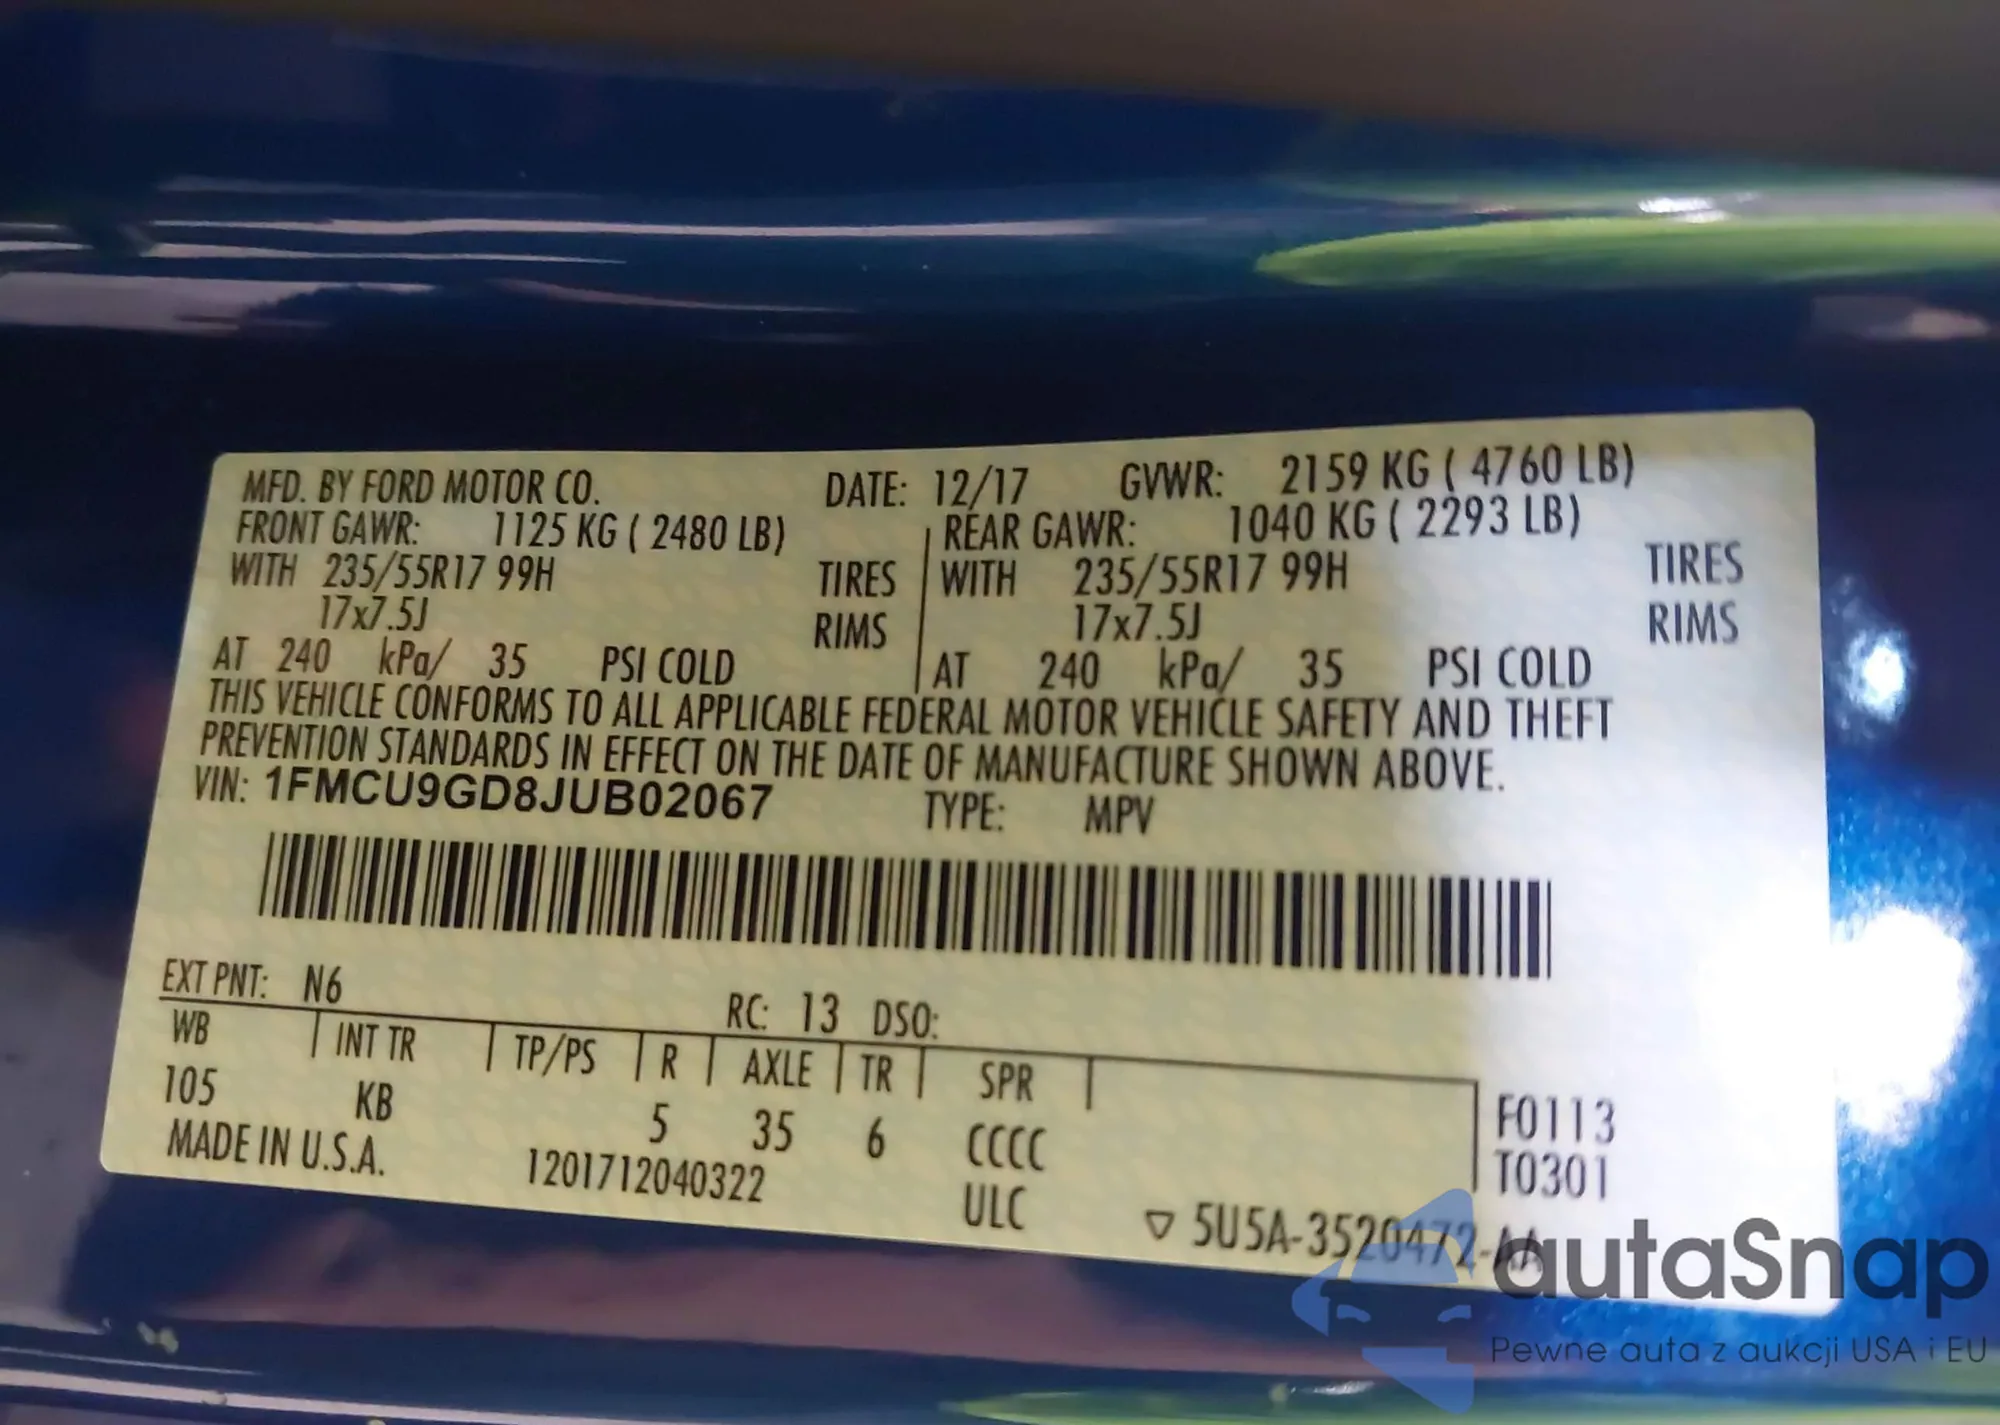 MFD. BY FORD MOTOR CO. DATE: 12/17 GVWR: 2159 KG ( 4760 LB)
FRONT GAWR: 1125 KG ( 2480 LB) REAR GAWR: 1040 KG ( 2293 LB)
WITH 235/55R17 99H TIRES WITH 235/55R17 99H TIRES
17x7.5J RIMS 17x7.5J RIMS
AT 240 kPa/ 35 PSI COLD AT 240 kPa/ 35 PSI COLD
THIS VEHICLE CONFORMS TO ALL APPLICABLE FEDERAL MOTOR VEHICLE SAFETY AND THEFT
PREVENTION STANDARDS IN EFFECT ON THE DATE OF MANUFACTURE SHOWN ABOVE.
VIN: 1FMCU9GD8JUB02067 TYPE: MPV
EXT PNT: N6 RC: 13 DSO:
WB INT TR TP/PS R AXLE TR SPR
105 KB 5 35 6 CCCC F0113
MADE IN U.S.A. 1201712040322 ULC T0301
▽ 5U5A-3520472-AA
autaSnap
Pewne auta z aukcji USA i EU